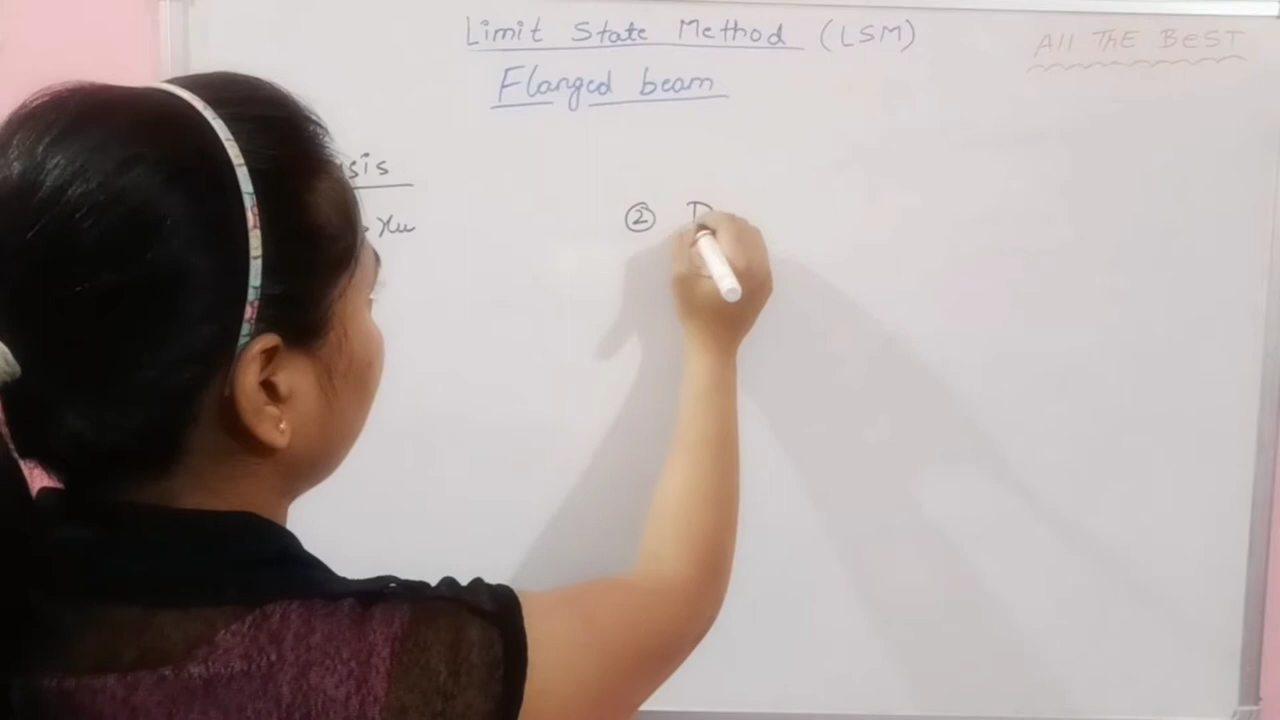 Limit State Method (LSM)
ALL THE BEST
Flanged beam
sis
xu
② D